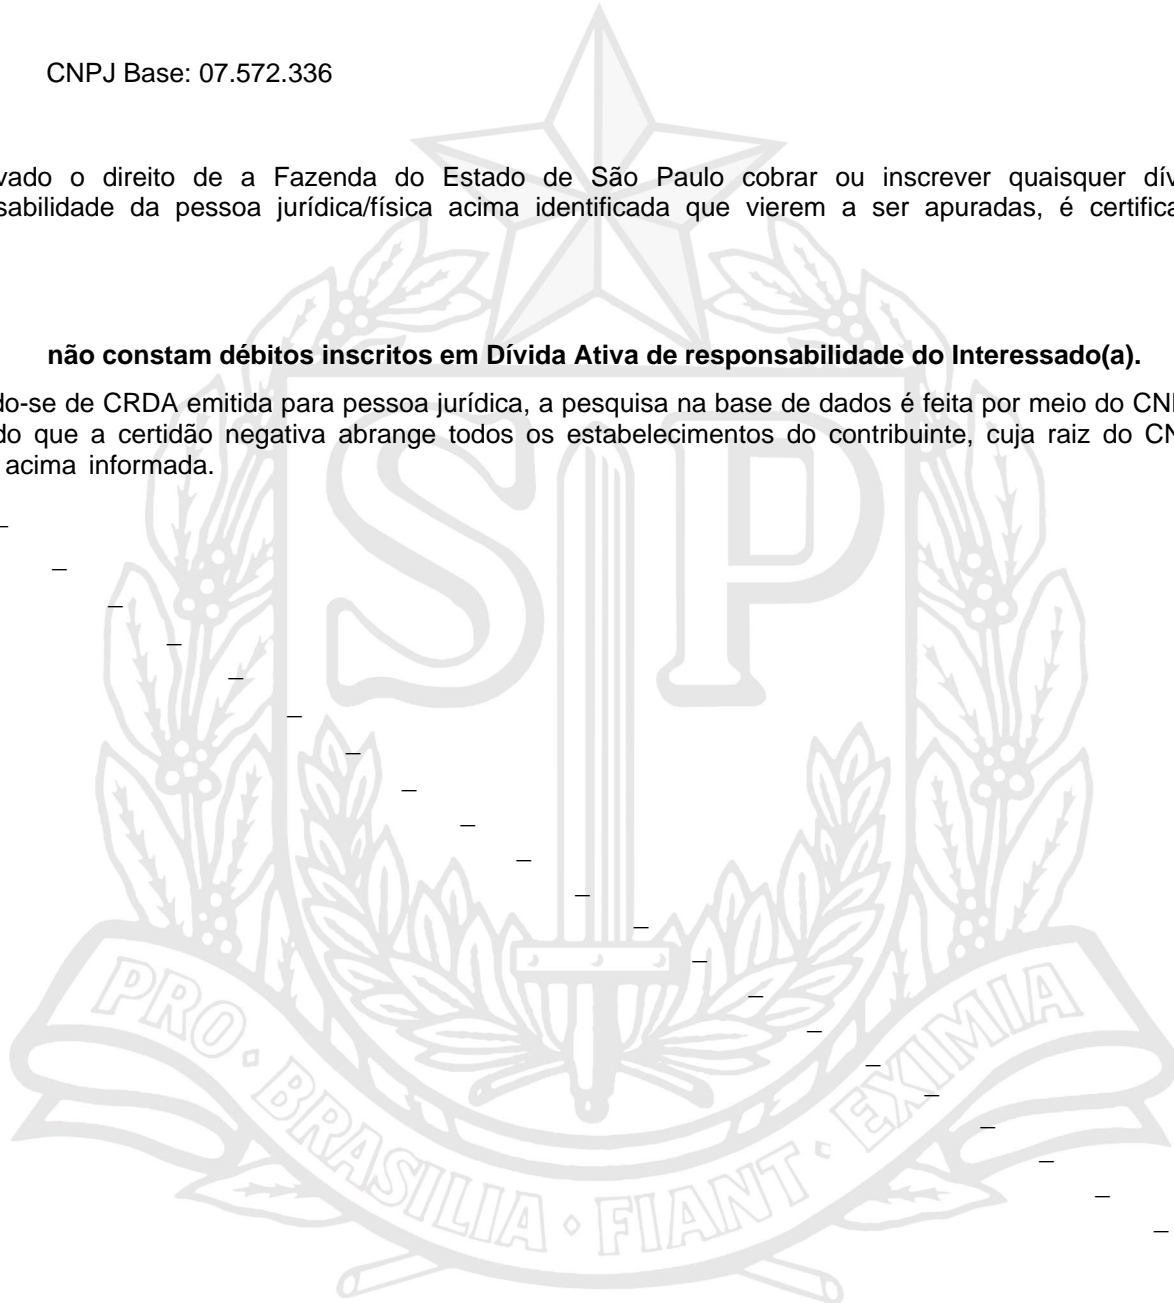 CNPJ Base: 07.572.336
vado o direito de a Fazenda do Estado de São Paulo cobrar ou inscrever quaisquer dív
sabilidade da pessoa jurídica/física acima identificada que vierem a ser apuradas, é certifica
não constam débitos inscritos em Dívida Ativa de responsabilidade do Interessado(a).
do-se de CRDA emitida para pessoa jurídica, a pesquisa na base de dados é feita por meio do CN
do que a certidão negativa abrange todos os estabelecimentos do contribuinte, cuja raiz do CN
acima informada.
SP
PRO • BRASILIA • FIANT • EXIMIA